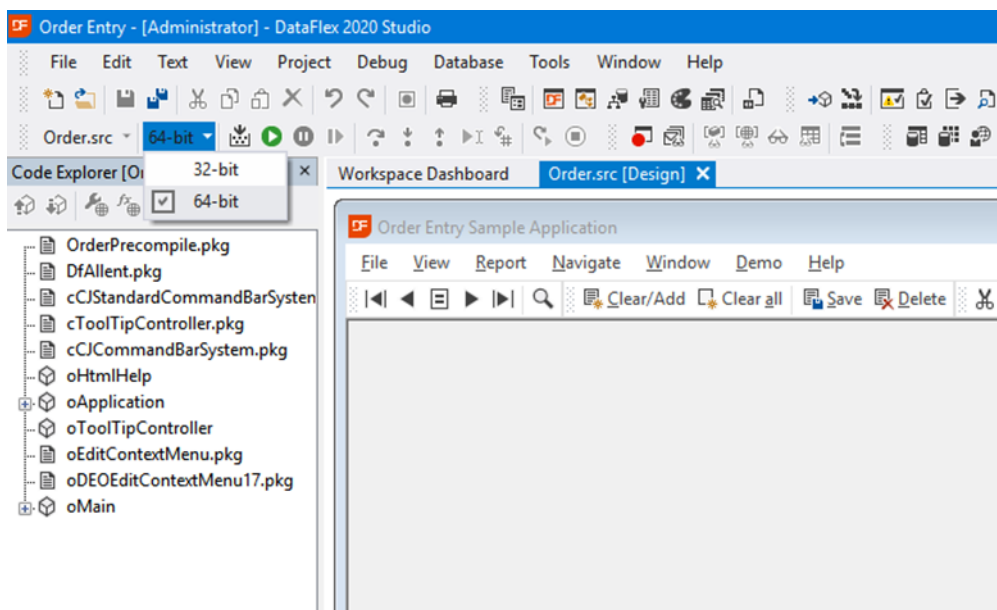 DF Order Entry - [Administrator] - DataFlex 2020 Studio
File Edit Text View Project Debug Database Tools Window Help
Order.src 64-bit
32-bit
64-bit
Code Explorer [Or
Workspace Dashboard Order.src [Design]
DF Order Entry Sample Application
File View Report Navigate Window Demo Help
Clear/Add Clear all Save Delete
OrderPrecompile.pkg
DfAllent.pkg
cCJStandardCommandBarSystem
cToolTipController.pkg
cCJCommandBarSystem.pkg
oHtmlHelp
oApplication
oToolTipController
oEditContextMenu.pkg
oDEOEditContextMenu17.pkg
oMain